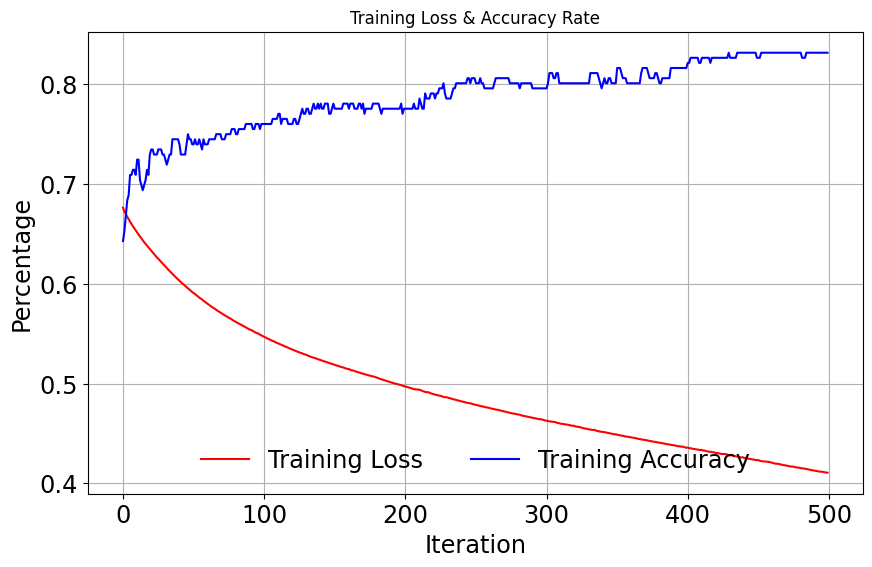 Training Loss & Accuracy Rate
Percentage
0.8
0.7
0.6
0.5
0.4
Training Loss
Training Accuracy
0 100 200 300 400 500
Iteration